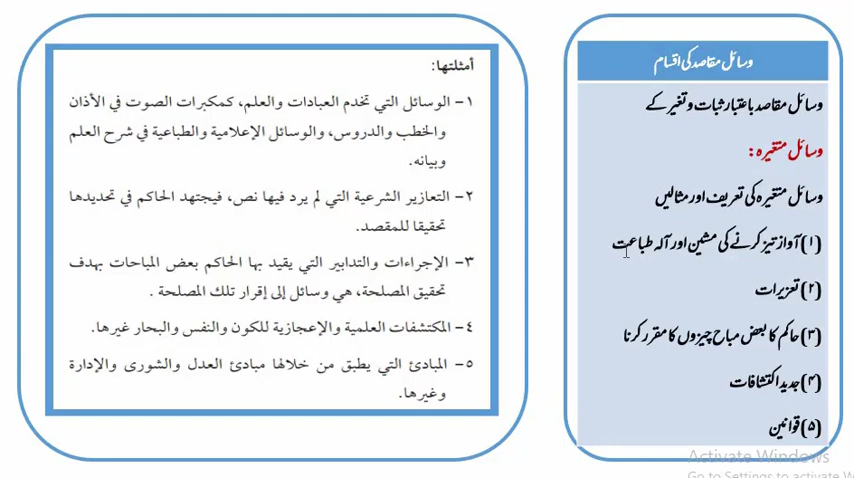 وسائل مقاصد کی اقسام
وسائل مقاصد باعتبار ثبات و تغیر کے
وسائل متغیرہ :
وسائل متغیرہ کی تعریف اور مثالیں
(۱) آواز تیز کرنے کی مشین اور آلہ طباعت
(۲) تعزیرات
(۳) حاکم کا بعض مباح چیزوں کا مقرر کرنا
(۴) جدید اکتشافات
(۵) قوانین
أمثلتها:
١- الوسائل التي تخدم العبادات والعلم، كمكبرات الصوت في الأذان
والخطب والدروس، والوسائل الإعلامية والطباعية في شرح العلم
وبيانه.
٢- التعازير الشرعية التي لم يرد فيها نص، فيجتهد الحاكم في تحديدها
تحقيقا للمقصد.
٣- الإجراءات والتدابير التي يقيد بها الحاكم بعض المباحات بهدف
تحقيق المصلحة، هي وسائل إلى إقرار تلك المصلحة .
٤- المكتشفات العلمية والإعجازية للكون والنفس والبحار غيرها.
٥- المبادئ التي يطبق من خلالها مبادئ العدل والشورى والإدارة
وغيرها.
Activate Windows
Go to Settings to activate W